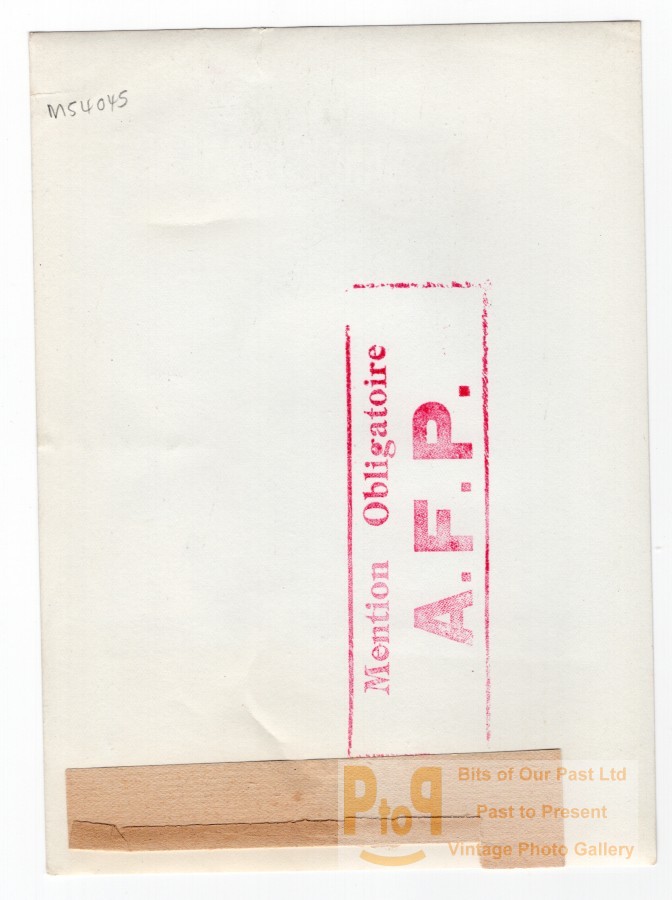 M54045
Mention Obligatoire
A.F.P.
PtoP
Bits of Our Past Ltd
Past to Present
Vintage Photo Gallery